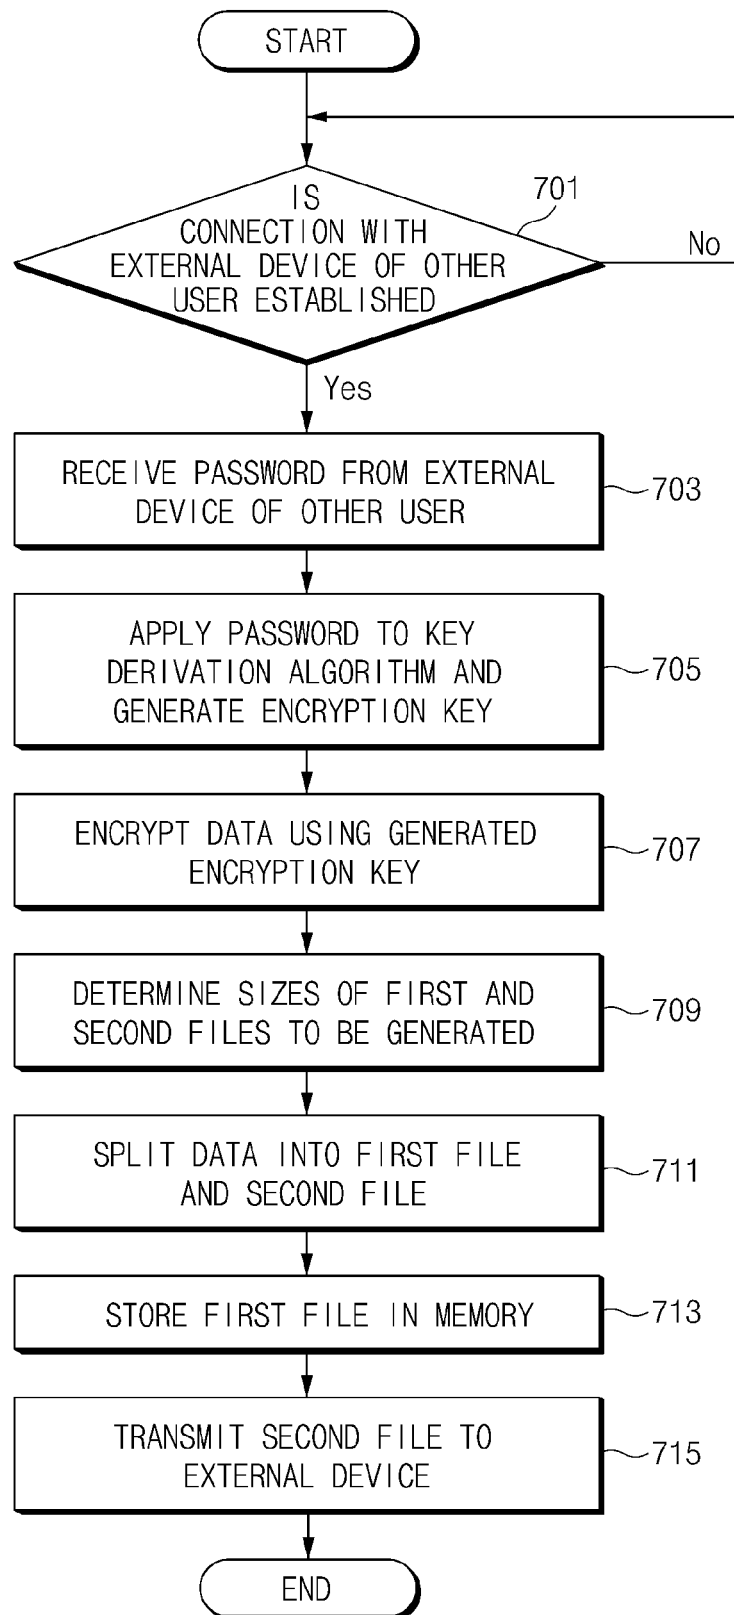 START
IS
CONNECTION WITH
EXTERNAL DEVICE OF OTHER
USER ESTABLISHED
701
No
Yes
RECEIVE PASSWORD FROM EXTERNAL
DEVICE OF OTHER USER
703
APPLY PASSWORD TO KEY
DERIVATION ALGORITHM AND
GENERATE ENCRYPTION KEY
705
ENCRYPT DATA USING GENERATED
ENCRYPTION KEY
707
DETERMINE SIZES OF FIRST AND
SECOND FILES TO BE GENERATED
709
SPLIT DATA INTO FIRST FILE
AND SECOND FILE
711
STORE FIRST FILE IN MEMORY
713
TRANSMIT SECOND FILE TO
EXTERNAL DEVICE
715
END